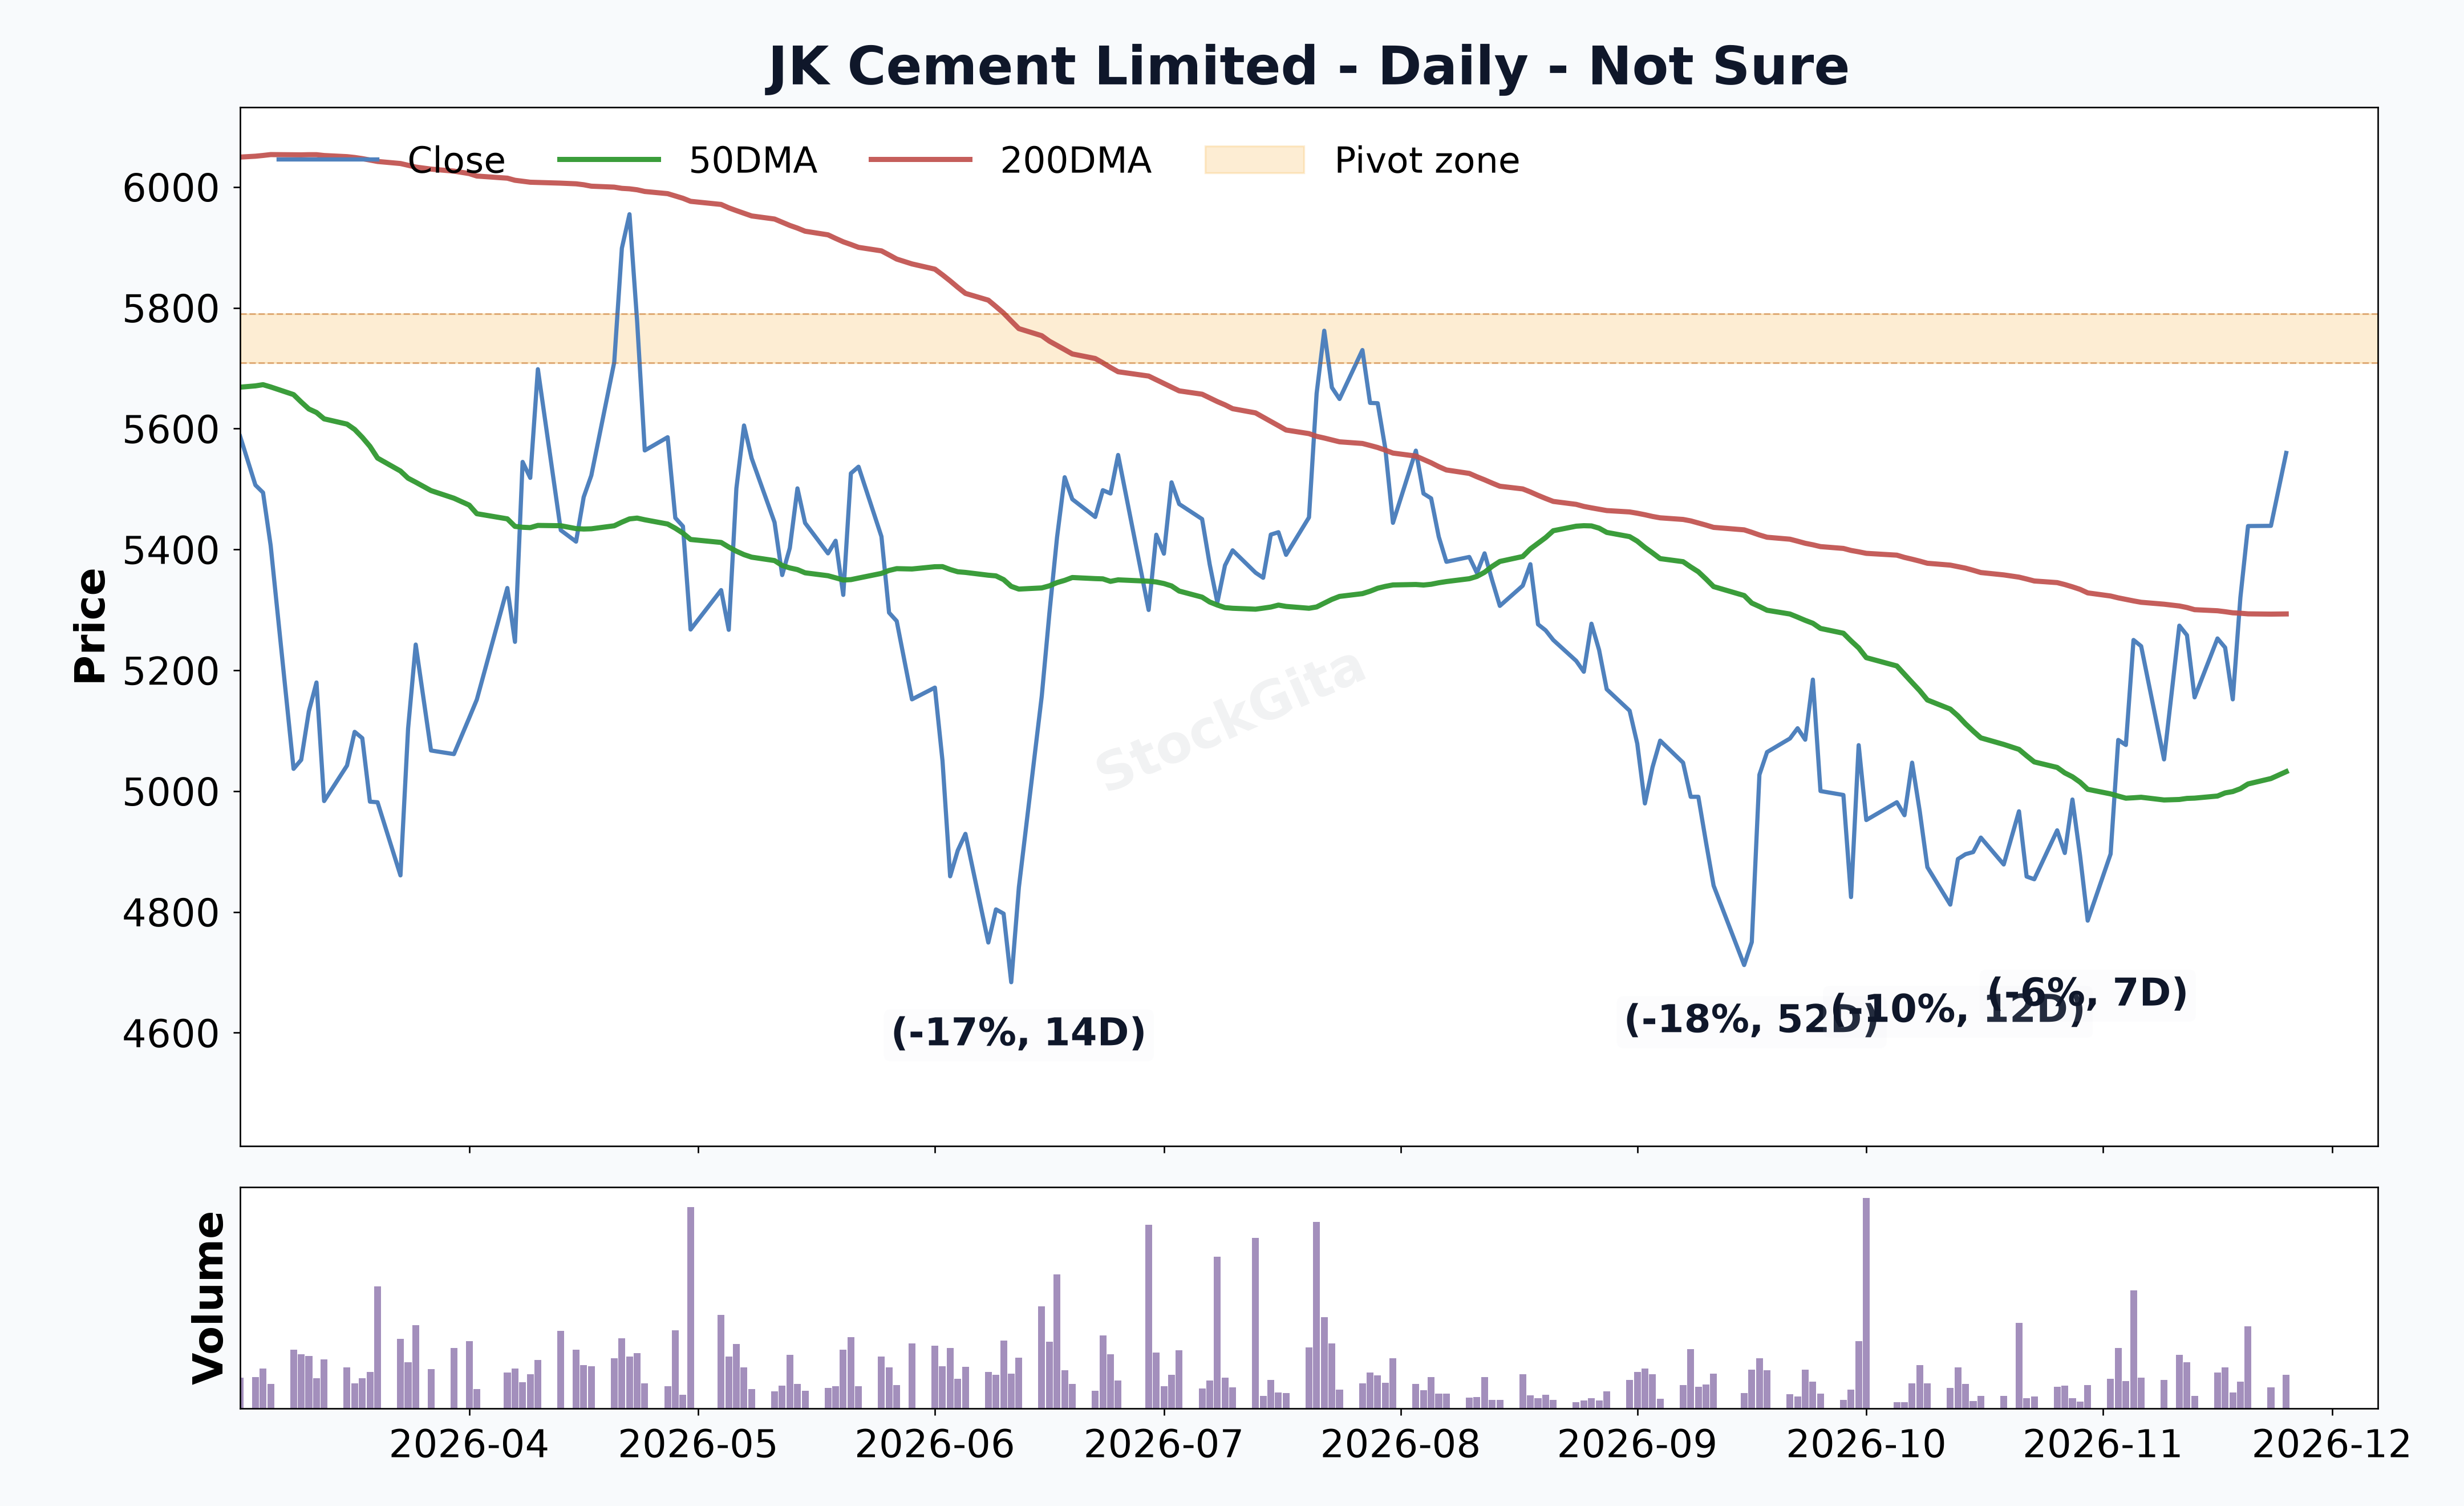 JK Cement Limited - Daily - Not Sure
Close 50DMA 200DMA Pivot zone
6000
5800
5600
5400
5200
5000
4800
4600
Price
StockGita
(-17%, 14D)
(-18%, 52D)
(-10%, 12D)
(-6%, 7D)
Volume
2026-04 2026-05 2026-06 2026-07 2026-08 2026-09 2026-10 2026-11 2026-12